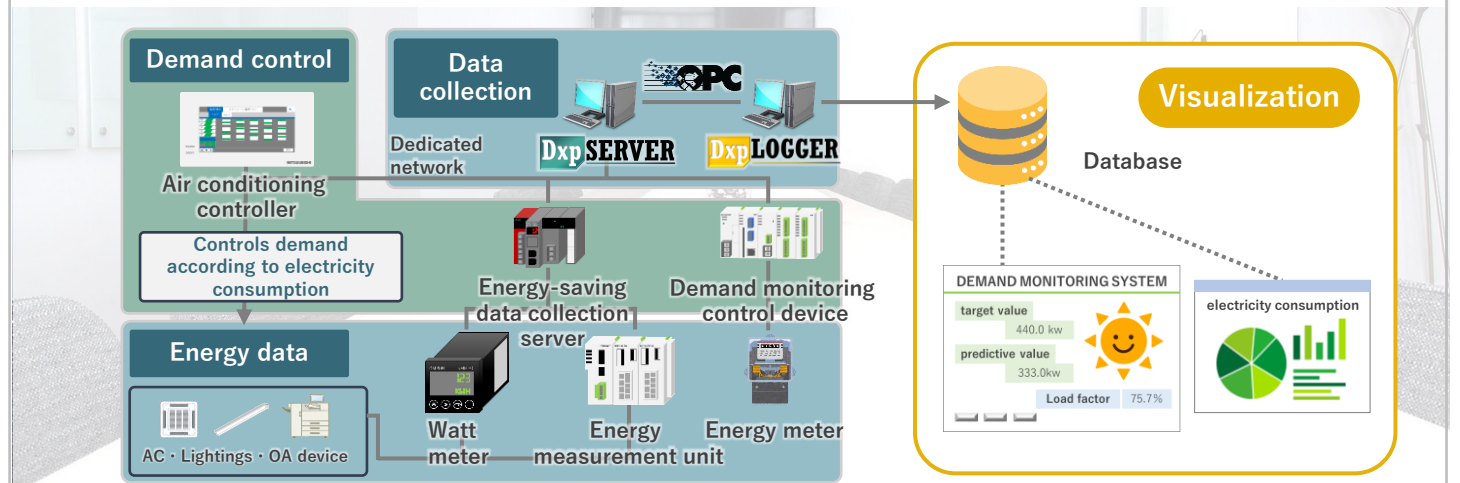 Demand control
Air conditioning
controller
Controls demand
according to electricity
consumption
Data
collection
Dedicated
network
OPC
DxpSERVER
DxpLOGGER
Energy-saving
data collection
server
Demand monitoring
control device
Energy data
AC・Lightings・OA device
Watt
meter
Energy
measurement unit
Energy meter
Visualization
Database
DEMAND MONITORING SYSTEM
target value
440.0 kw
predictive value
333.0kw
Load factor 75.7%
electricity consumption